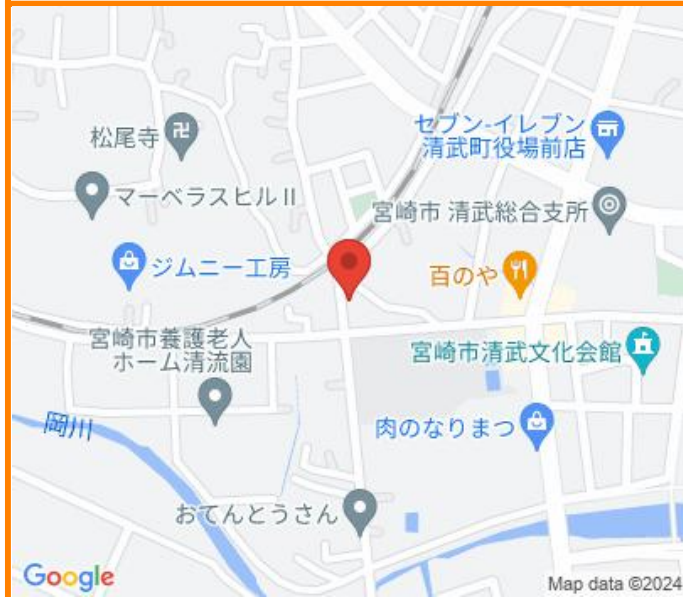 セブン-イレブン
清武町役場前店
松尾寺
マーベラスヒルⅡ
宮崎市 清武総合支所
ジムニー工房
百のや
宮崎市養護老人
ホーム清流園
宮崎市清武文化会館
岡川
肉のなりまつ
おてんとうさん
Google
Map data ©2024